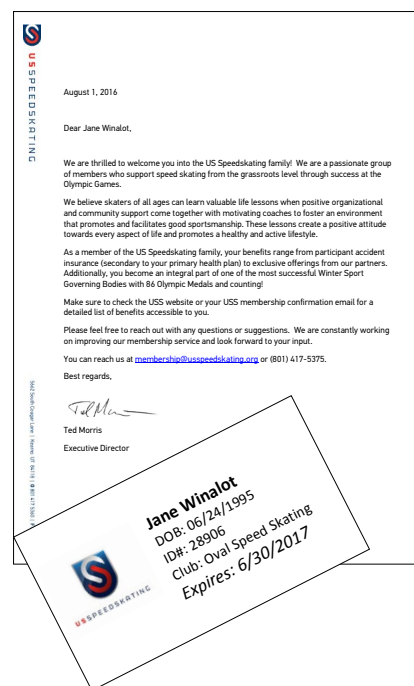 US SPEEDSKATING
August 1, 2016
Dear Jane Winalot,
We are thrilled to welcome you into the US Speedskating family! We are a passionate group
of members who support speed skating from the grassroots level through success at the
Olympic Games.
We believe skaters of all ages can learn valuable life lessons when positive organizational
and community support come together with motivating coaches to foster an environment
that promotes and facilitates good sportsmanship. These lessons create a positive attitude
towards every aspect of life and promotes a healthy and active lifestyle.
As a member of the US Speedskating family, your benefits range from participant accident
insurance (secondary to your primary health plan) to exclusive offerings from our partners.
Additionally, you become an integral part of one of the most successful Winter Sport
Governing Bodies with 86 Olympic Medals and counting!
Make sure to check the USS website or your USS membership confirmation email for a
detailed list of benefits accessible to you.
Please feel free to reach out with any questions or suggestions. We are constantly working
on improving our membership service and look forward to your input.
You can reach us at membership@usspeedskating.org or (801) 417-5375.
Best regards,
Ted Morris
Executive Director
Jane Winalot
DOB: 06/24/1995
ID#: 28906
Club: Oval Speed Skating
Expires: 6/30/2017
US SPEEDSKATING